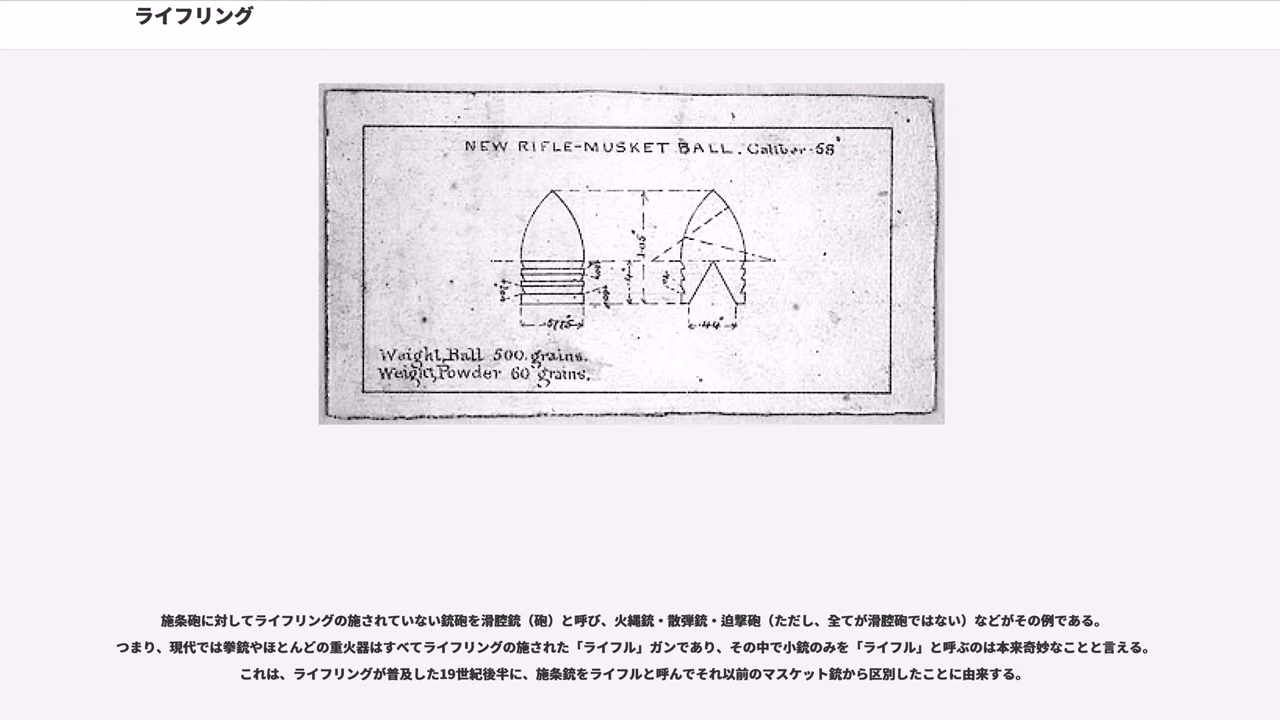 ライフリング
NEW RIFLE-MUSKET BALL. Caliber .58"
1.05"
.5775"
.44"
Weight, Ball 500. grains.
Weight, Powder 60 grains.
施条砲に対してライフリングの施されていない銃砲を滑腔銃（砲）と呼び、火縄銃・散弾銃・迫撃砲（ただし、全てが滑腔砲ではない）などがその例である。
つまり、現代では拳銃やほとんどの重火器はすべてライフリングの施された「ライフル」ガンであり、その中で小銃のみを「ライフル」と呼ぶのは本来奇妙なことと言える。
これは、ライフリングが普及した19世紀後半に、施条銃をライフルと呼んでそれ以前のマスケット銃から区別したことに由来する。